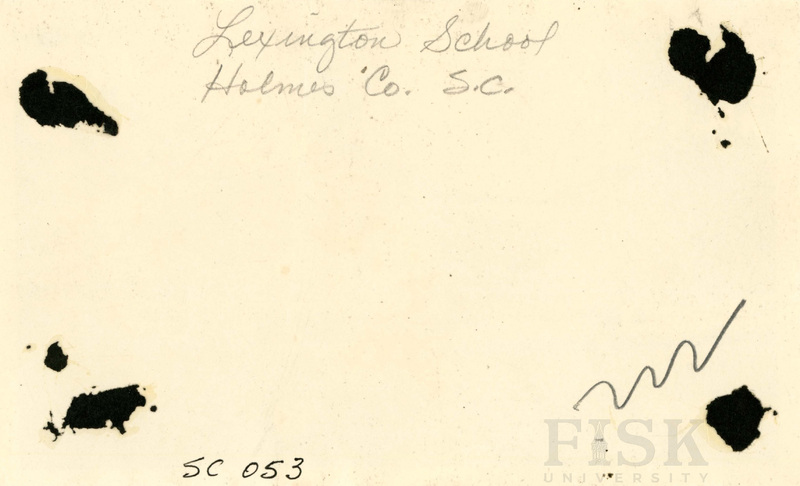 Lexington School
Holmes Co. S.C.
SC 053
FISK
UNIVERSITY